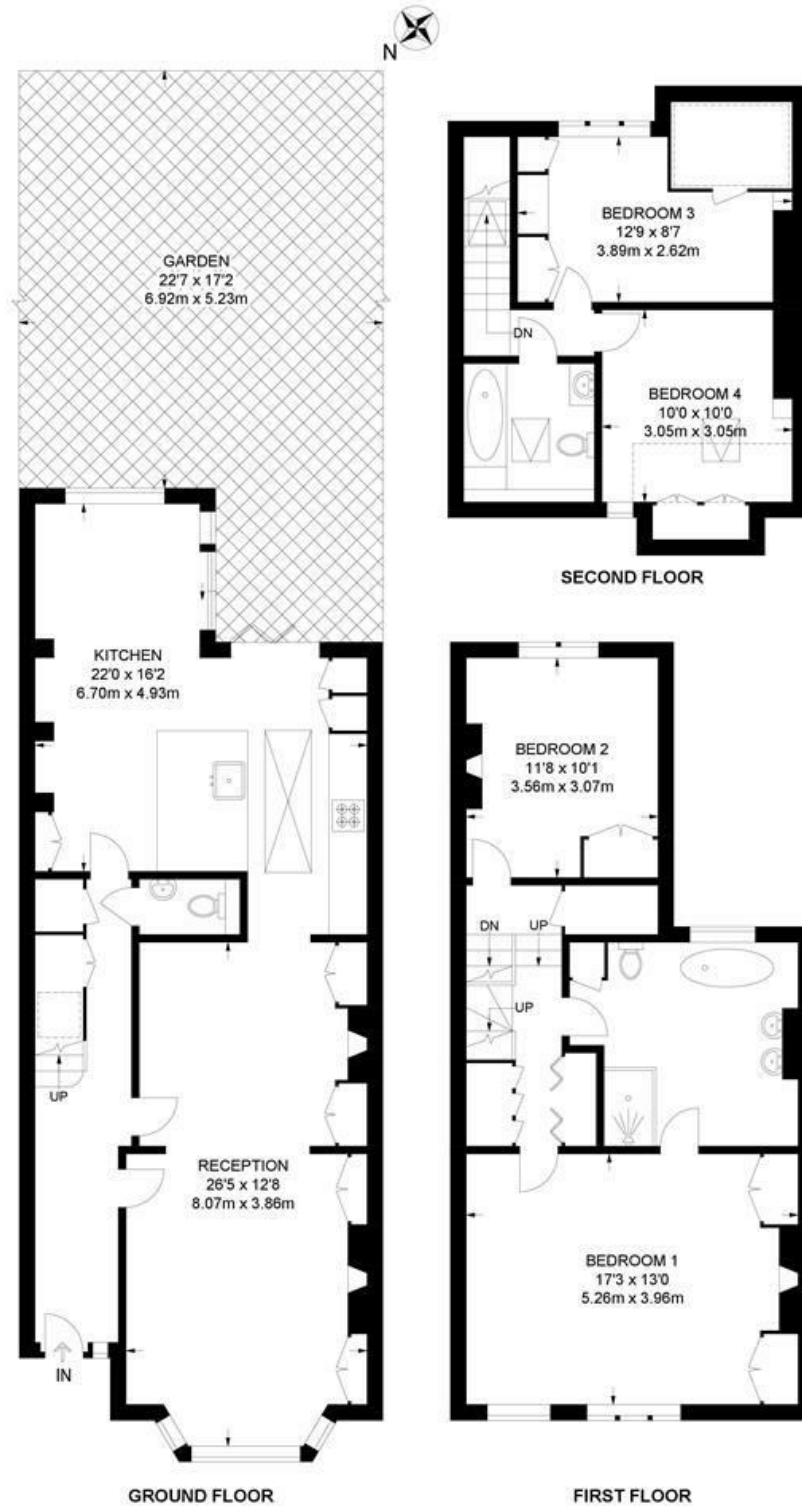 N
GARDEN
22'7 x 17'2
6.92m x 5.23m
KITCHEN
22'0 x 16'2
6.70m x 4.93m
UP
RECEPTION
26'5 x 12'8
8.07m x 3.86m
IN
GROUND FLOOR
BEDROOM 3
12'9 x 8'7
3.89m x 2.62m
DN
BEDROOM 4
10'0 x 10'0
3.05m x 3.05m
SECOND FLOOR
BEDROOM 2
11'8 x 10'1
3.56m x 3.07m
DN
UP
UP
BEDROOM 1
17'3 x 13'0
5.26m x 3.96m
FIRST FLOOR